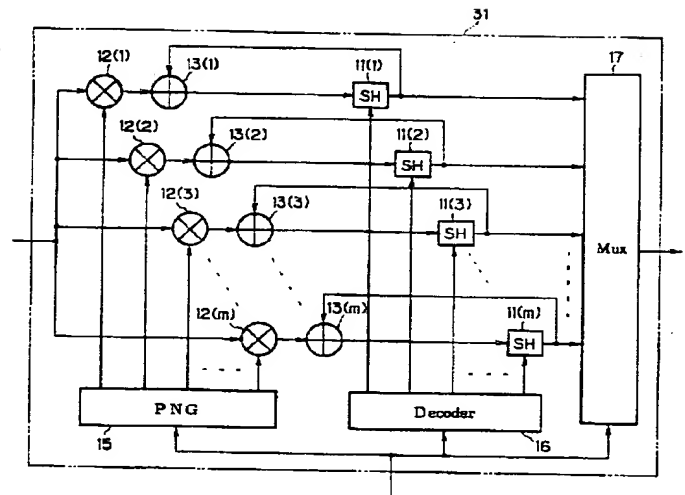 31
12(1)
13(1)
11(1)
17
SH
12(2)
13(2)
11(2)
SH
12(3)
13(3)
11(3)
SH
Mux
12(m)
13(m)
11(m)
SH
PNG
Decoder
15
16